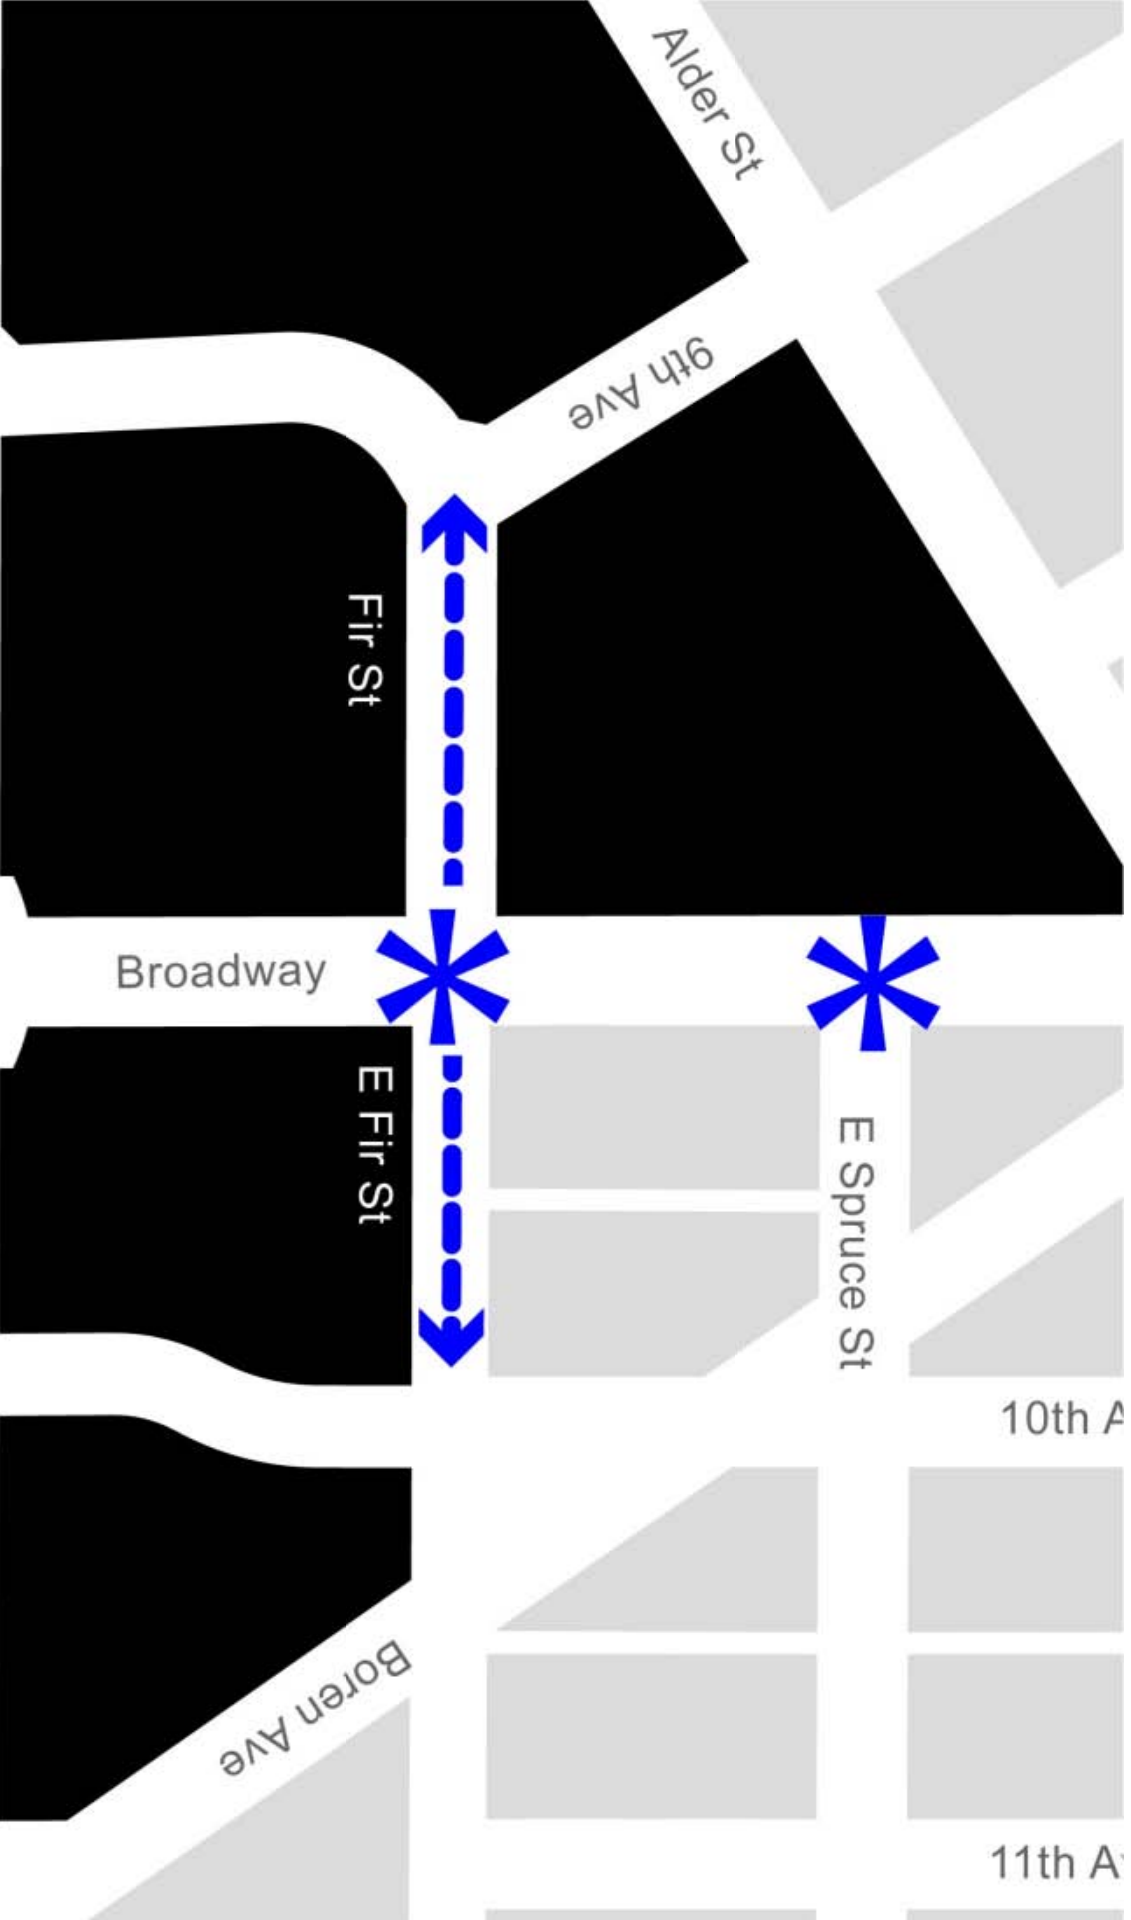 Alder St
9th Ave
Fir St
Broadway
E Fir St
E Spruce St
10th A
Boren Ave
11th A